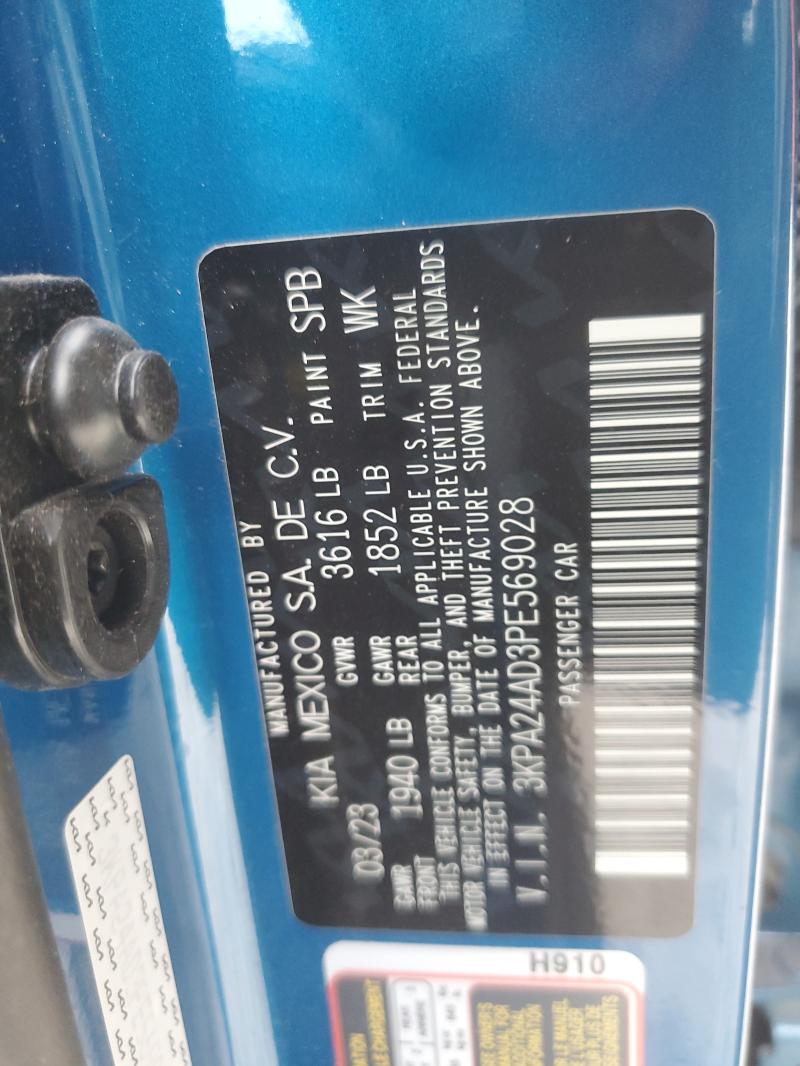 MANUFACTURED BY
KIA MEXICO S.A. DE C.V.
03/23 GVWR 3616 LB PAINT SPB
GAWR FRONT 1940 LB GAWR REAR 1852 LB TRIM WK
THIS VEHICLE CONFORMS TO ALL APPLICABLE U.S.A. FEDERAL
MOTOR VEHICLE SAFETY, BUMPER, AND THEFT PREVENTION STANDARDS
IN EFFECT ON THE DATE OF MANUFACTURE SHOWN ABOVE.
V.I.N. 3KPA24AD3PE569028
PASSENGER CAR
H910